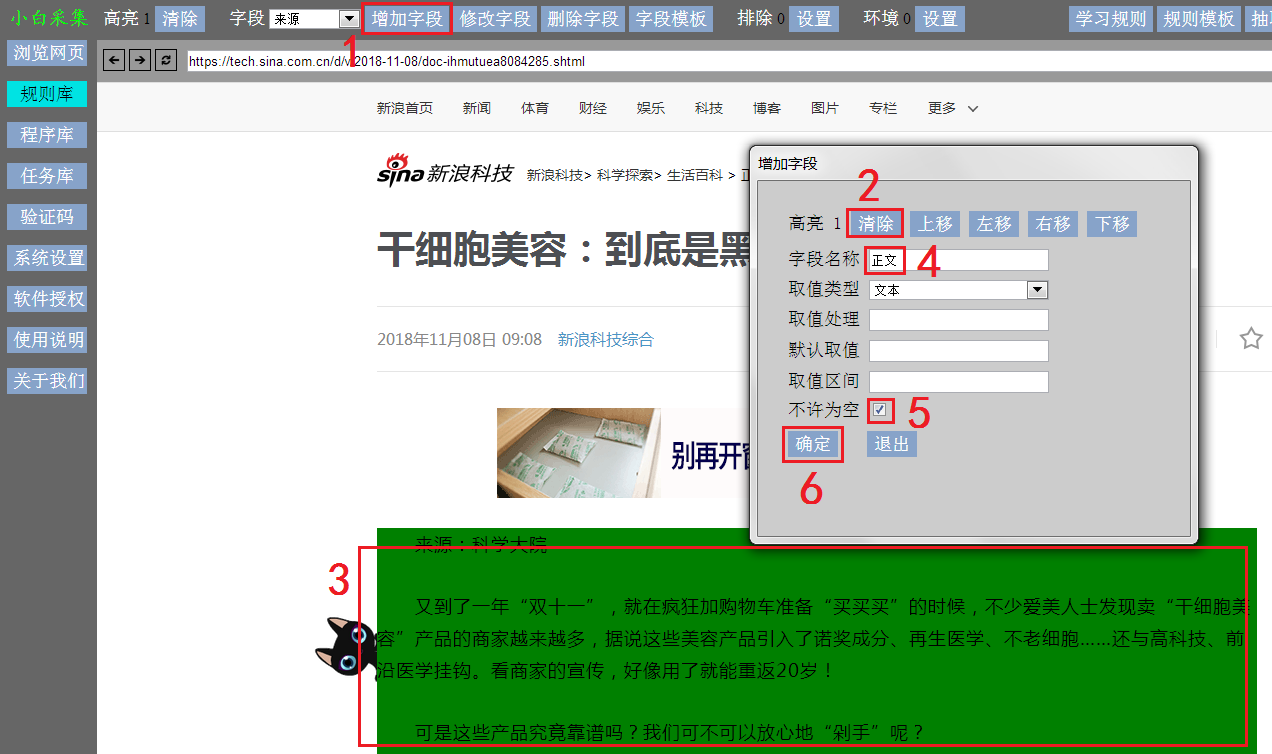 小白采集 高亮 1 清除 字段 来源 增加字段 修改字段 删除字段 字段模板 排除 0 设置 环境 0 设置 学习规则 规则模板
1
浏览网页
https://tech.sina.com.cn/d/v/2018-11-08/doc-ihmutuea8084285.shtml
规则库
新浪首页 新闻 体育 财经 娱乐 科技 博客 图片 专栏 更多
程序库
任务库
验证码
系统设置
软件授权
使用说明
关于我们
sina 新浪科技 新浪科技> 科学探索> 生活百科 >
干细胞美容：到底是黑
2018年11月08日 09:08 新浪科技综合
别再开窗
增加字段
2
高亮 1 清除 上移 左移 右移 下移
字段名称 正文 4
取值类型 文本
取值处理
默认取值
取值区间
不许为空 5
确定 退出
6
来源：科学大院
3
又到了一年“双十一”，就在疯狂加购物车准备“买买买”的时候，不少爱美人士发现卖“干细胞美
容”产品的商家越来越多，据说这些美容产品引入了诺奖成分、再生医学、不老细胞……还与高科技、前
沿医学挂钩。看商家的宣传，好像用了就能重返20岁！
可是这些产品究竟靠谱吗？我们可不可以放心地“剁手”呢？